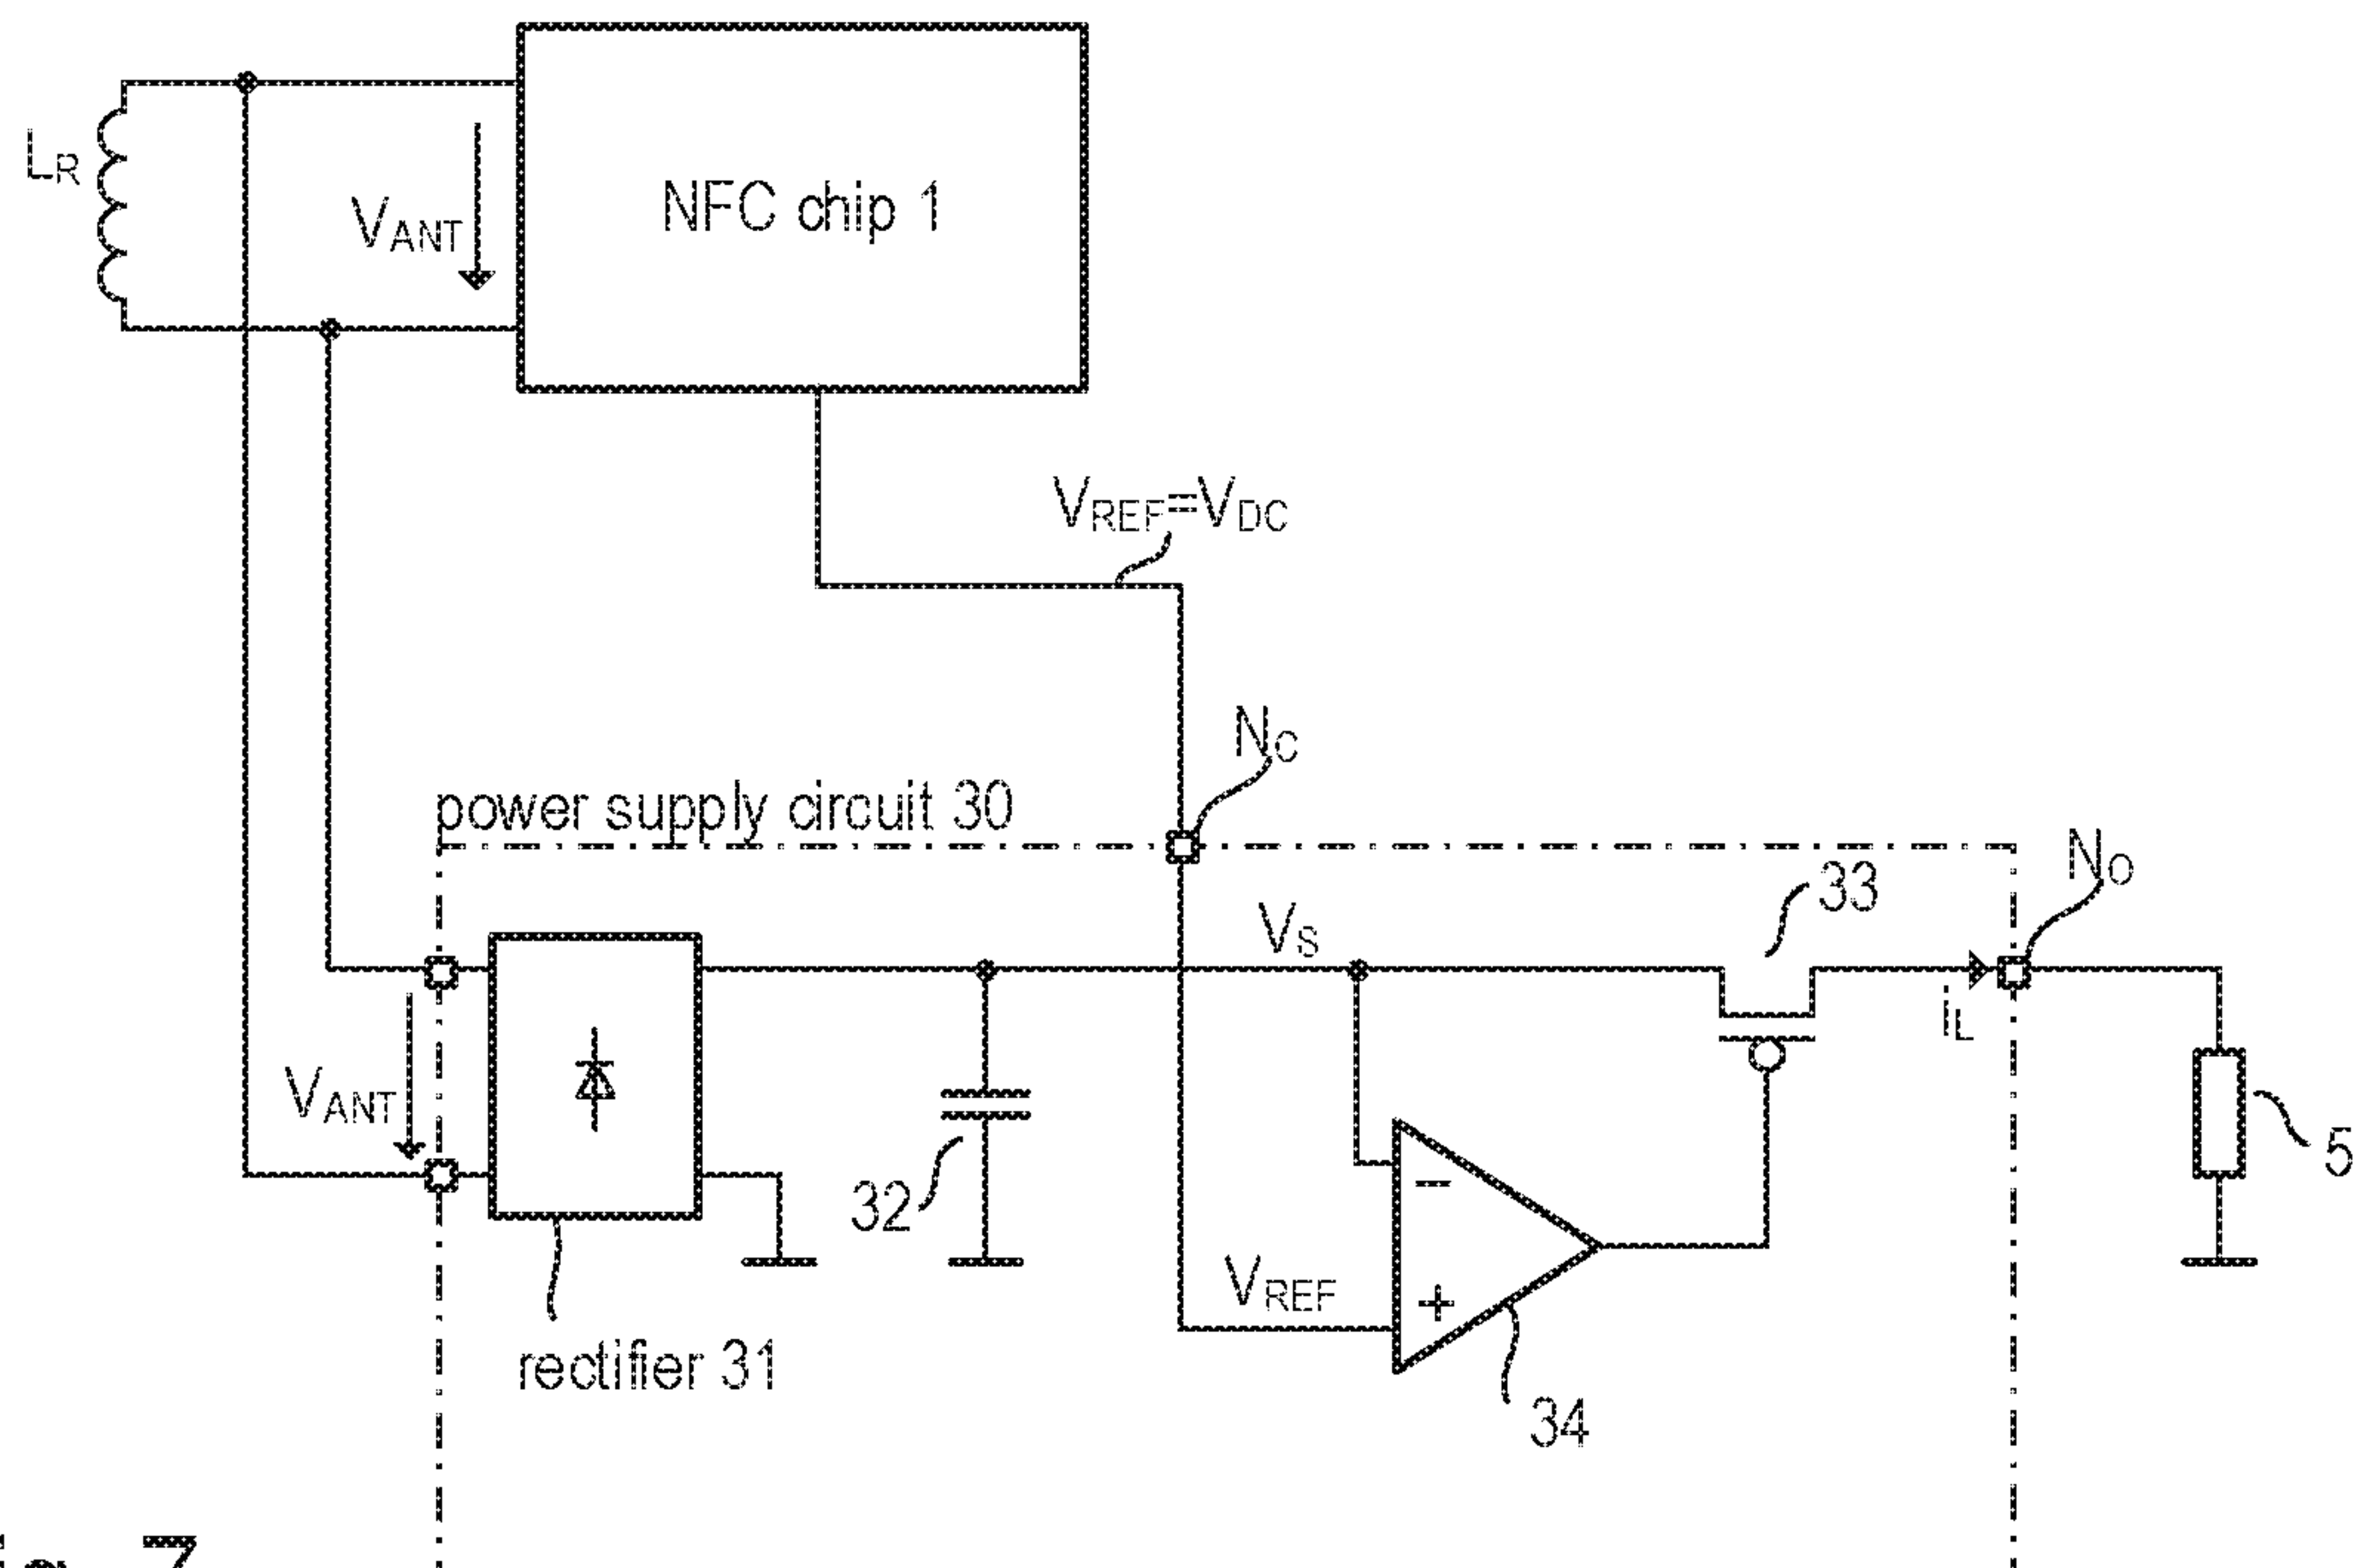 NFC chip 1
LR
VANT
VREF=VDC
NC
power supply circuit 30
NO
33
VS
iL
VANT
5
32
VREF
- 
+
rectifier 31
34
7